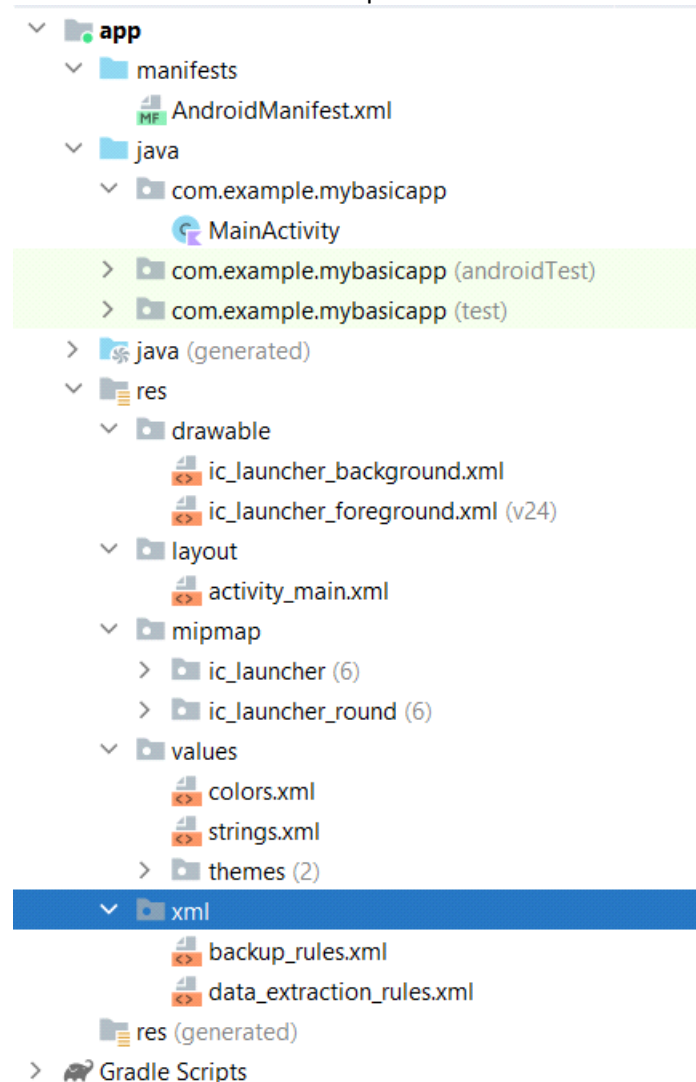 app
manifests
AndroidManifest.xml
java
com.example.mybasicapp
MainActivity
com.example.mybasicapp (androidTest)
com.example.mybasicapp (test)
java (generated)
res
drawable
ic_launcher_background.xml
ic_launcher_foreground.xml (v24)
layout
activity_main.xml
mipmap
ic_launcher (6)
ic_launcher_round (6)
values
colors.xml
strings.xml
themes (2)
xml
backup_rules.xml
data_extraction_rules.xml
res (generated)
Gradle Scripts